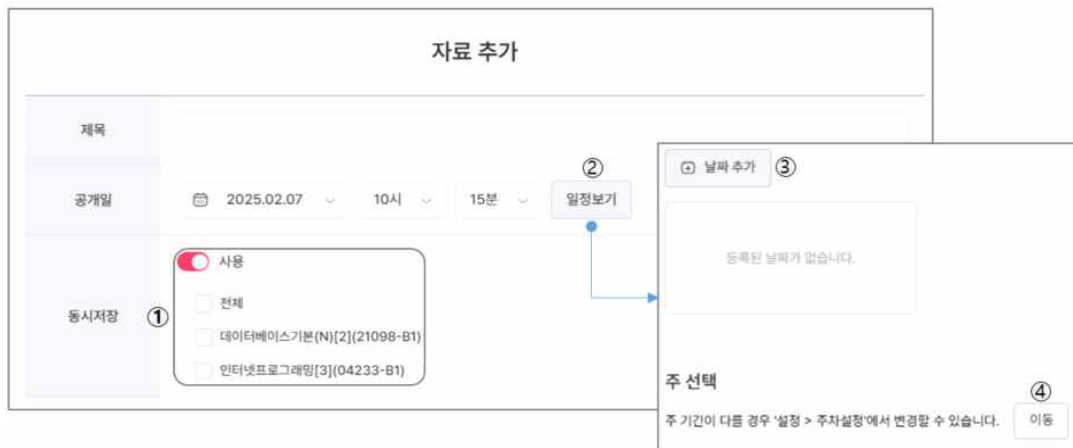 자료 추가
제목
공개일
2025.02.07
10시
15분
②
일정보기
동시저장
①
사용
전체
데이터베이스기본(N)[2](21098-B1)
인터넷프로그래밍[3](04233-B1)
날짜 추가
③
등록된 날짜가 없습니다.
주 선택
④
주 기간이 다를 경우 '설정 > 주차설정'에서 변경할 수 있습니다.
이동